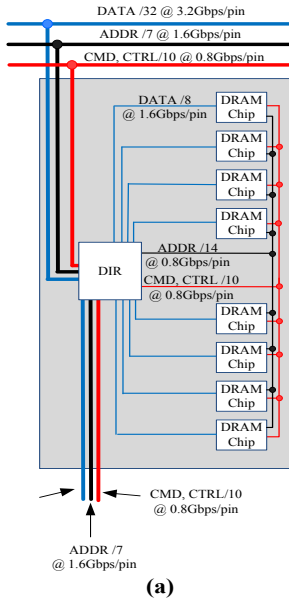 DATA /32 @ 3.2Gbps/pin
ADDR /7 @ 1.6Gbps/pin
CMD, CTRL/10 @ 0.8Gbps/pin
DATA /8
@ 1.6Gbps/pin
DRAM
Chip
DRAM
Chip
DRAM
Chip
DRAM
Chip
DIR
ADDR /14
@ 0.8Gbps/pin
CMD, CTRL /10
@ 0.8Gbps/pin
DRAM
Chip
DRAM
Chip
DRAM
Chip
DRAM
Chip
CMD, CTRL/10
@ 0.8Gbps/pin
ADDR /7
@ 1.6Gbps/pin
(a)